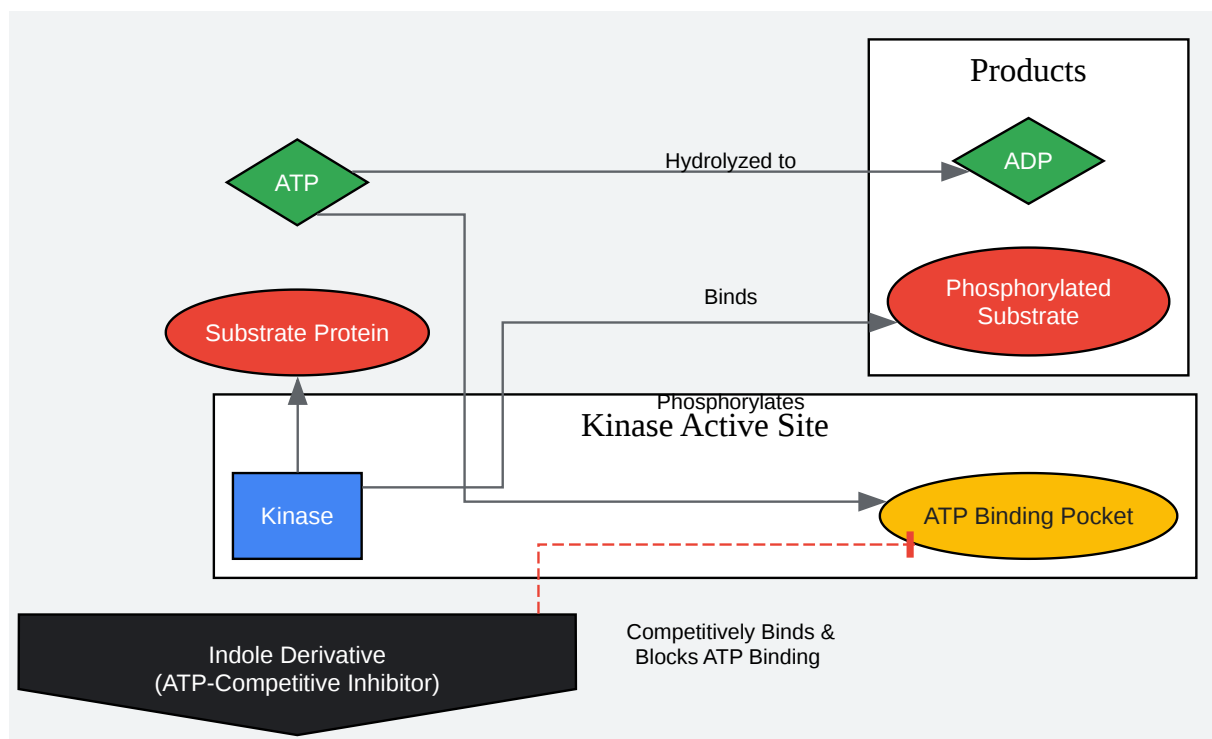 Products
ATP
Hydrolyzed to
ADP
Substrate Protein
Binds
Phosphorylated
Substrate
Phosphorylates
Kinase Active Site
Kinase
ATP Binding Pocket
Indole Derivative
(ATP-Competitive Inhibitor)
Competitively Binds &
Blocks ATP Binding